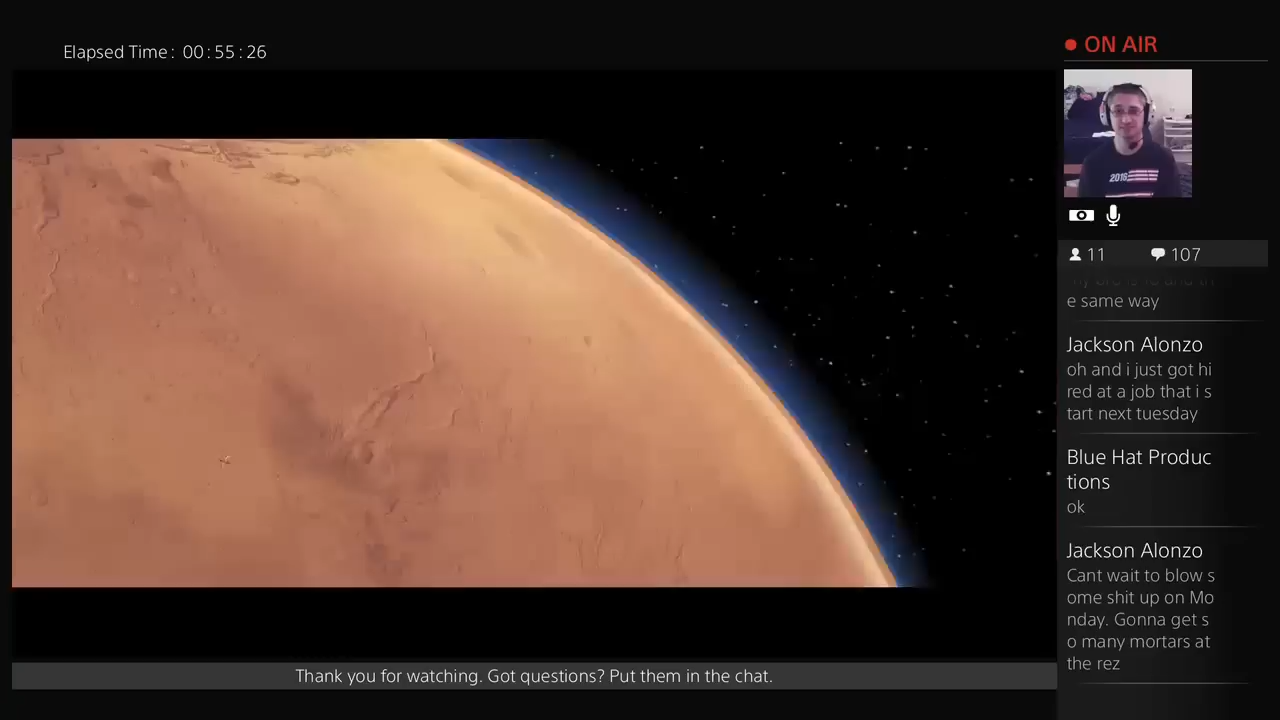 Elapsed Time: 00:55:26
ON AIR
2016
11 107
e same way
Jackson Alonzo
oh and i just got hi
red at a job that i s
tart next tuesday
Blue Hat Produc
tions
ok
Jackson Alonzo
Cant wait to blow s
ome shit up on Mo
nday. Gonna get s
o many mortars at
the rez
Thank you for watching. Got questions? Put them in the chat.